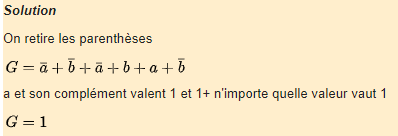 Solution
On retire les parenthèses
G = ā + b̄ + ā + b + a + b̄
a et son complément valent 1 et 1+ n'importe quelle valeur vaut 1
G = 1